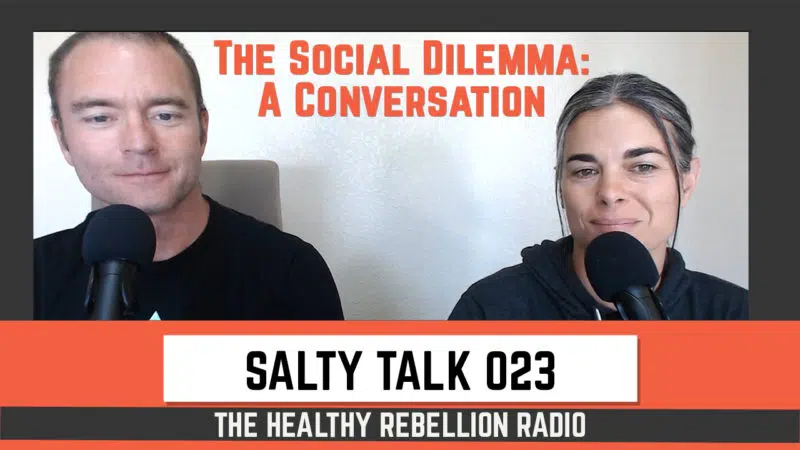 THE SOCIAL DILEMMA:
A CONVERSATION
SALTY TALK 023
THE HEALTHY REBELLION RADIO